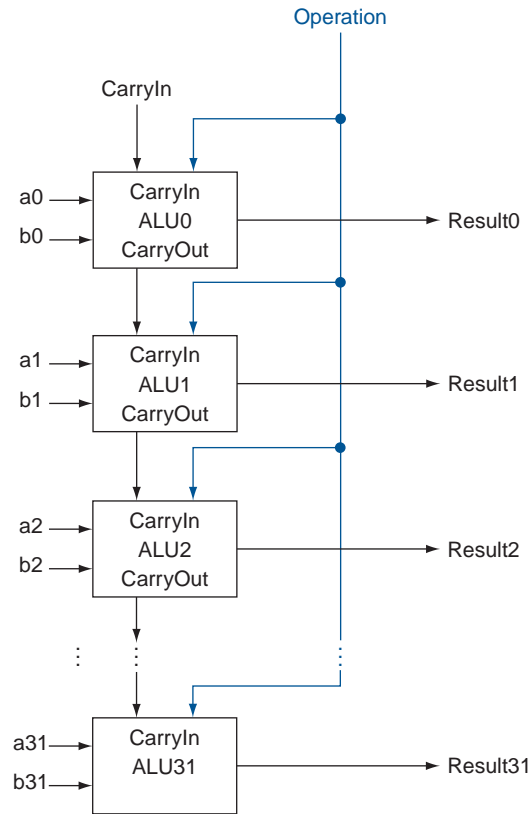 Operation
CarryIn
a0
b0
CarryIn
ALU0
CarryOut
Result0
a1
b1
CarryIn
ALU1
CarryOut
Result1
a2
b2
CarryIn
ALU2
CarryOut
Result2
a31
b31
CarryIn
ALU31
Result31